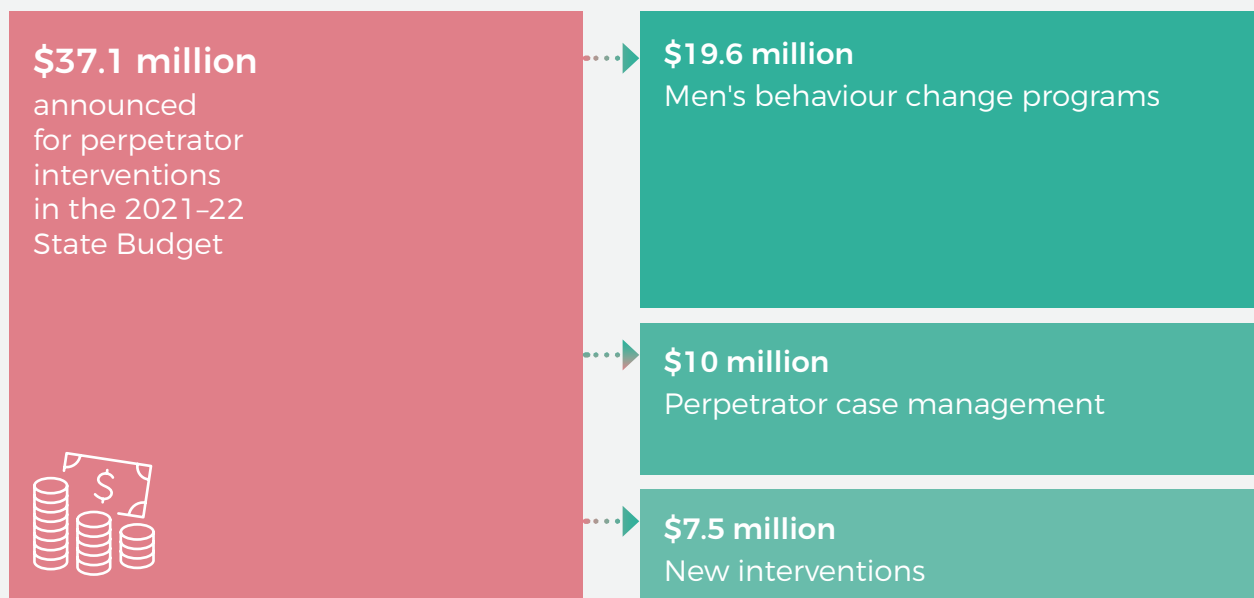 $37.1 million
announced
for perpetrator
interventions
in the 2021–22
State Budget
$
$19.6 million
Men's behaviour change programs
$10 million
Perpetrator case management
$7.5 million
New interventions